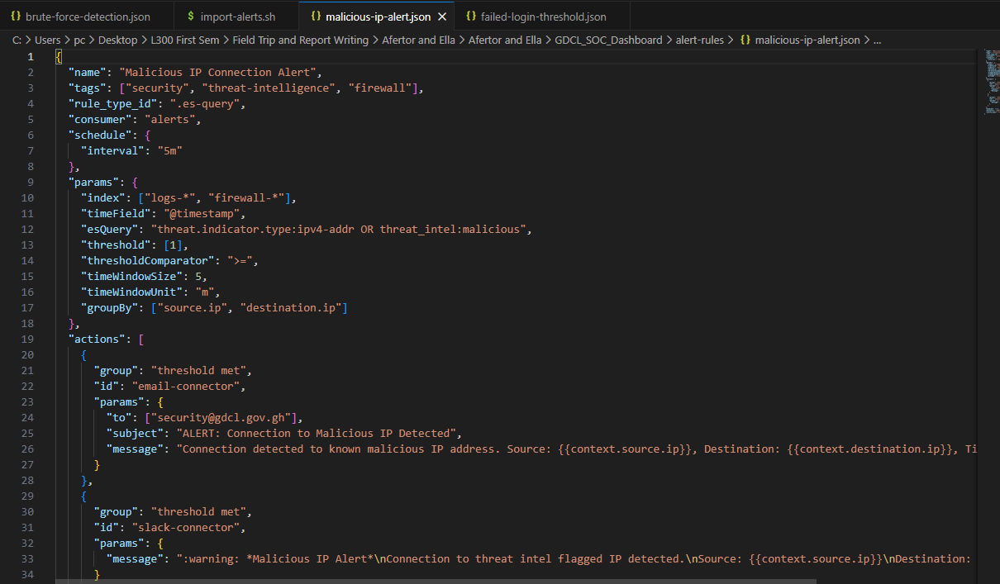 brute-force-detection.json
import-alerts.sh
malicious-ip-alert.json
failed-login-threshold.json
C: > Users > pc > Desktop > L300 First Sem > Field Trip and Report Writing > Afertor and Ella > Afertor and Ella > GDCL_SOC_Dashboard > alert-rules > {} malicious-ip-alert.json > ...
1 {
2 "name": "Malicious IP Connection Alert",
3 "tags": ["security", "threat-intelligence", "firewall"],
4 "rule_type_id": ".es-query",
5 "consumer": "alerts",
6 "schedule": {
7 "interval": "5m"
8 },
9 "params": {
10 "index": ["logs-*", "firewall-*"],
11 "timeField": "@timestamp",
12 "esQuery": "threat.indicator.type:ipv4-addr OR threat_intel:malicious",
13 "threshold": [1],
14 "thresholdComparator": ">=",
15 "timeWindowSize": 5,
16 "timeWindowUnit": "m",
17 "groupBy": ["source.ip", "destination.ip"]
18 },
19 "actions": [
20 {
21 "group": "threshold met",
22 "id": "email-connector",
23 "params": {
24 "to": ["security@gdcl.gov.gh"],
25 "subject": "ALERT: Connection to Malicious IP Detected",
26 "message": "Connection detected to known malicious IP address. Source: {{context.source.ip}}, Destination: {{context.destination.ip}}, Ti
27 }
28 },
29 {
30 "group": "threshold met",
31 "id": "slack-connector",
32 "params": {
33 "message": ":warning: *Malicious IP Alert*\nConnection to threat intel flagged IP detected.\nSource: {{context.source.ip}}\nDestination:
34 }